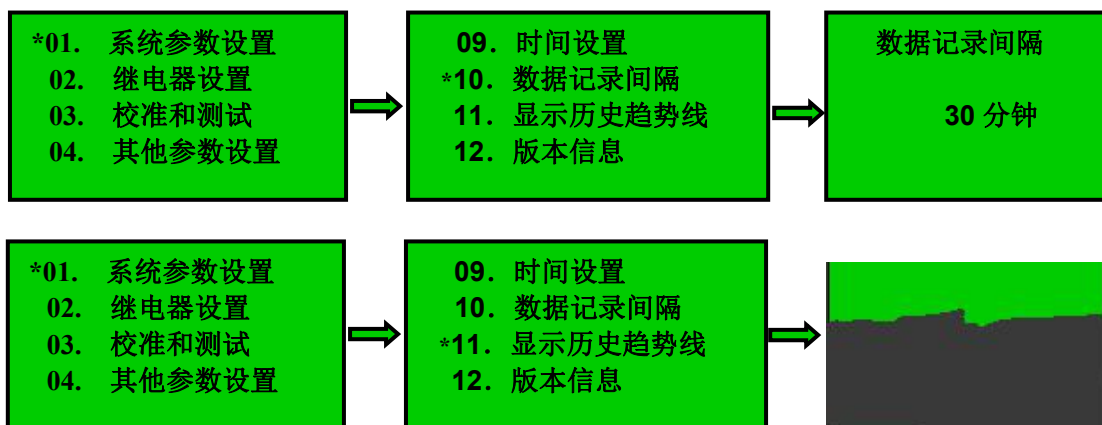 *01. 系统参数设置
02. 继电器设置
03. 校准和测试
04. 其他参数设置
09. 时间设置
*10. 数据记录间隔
11. 显示历史趋势线
12. 版本信息
数据记录间隔
30 分钟
*01. 系统参数设置
02. 继电器设置
03. 校准和测试
04. 其他参数设置
09. 时间设置
10. 数据记录间隔
*11. 显示历史趋势线
12. 版本信息